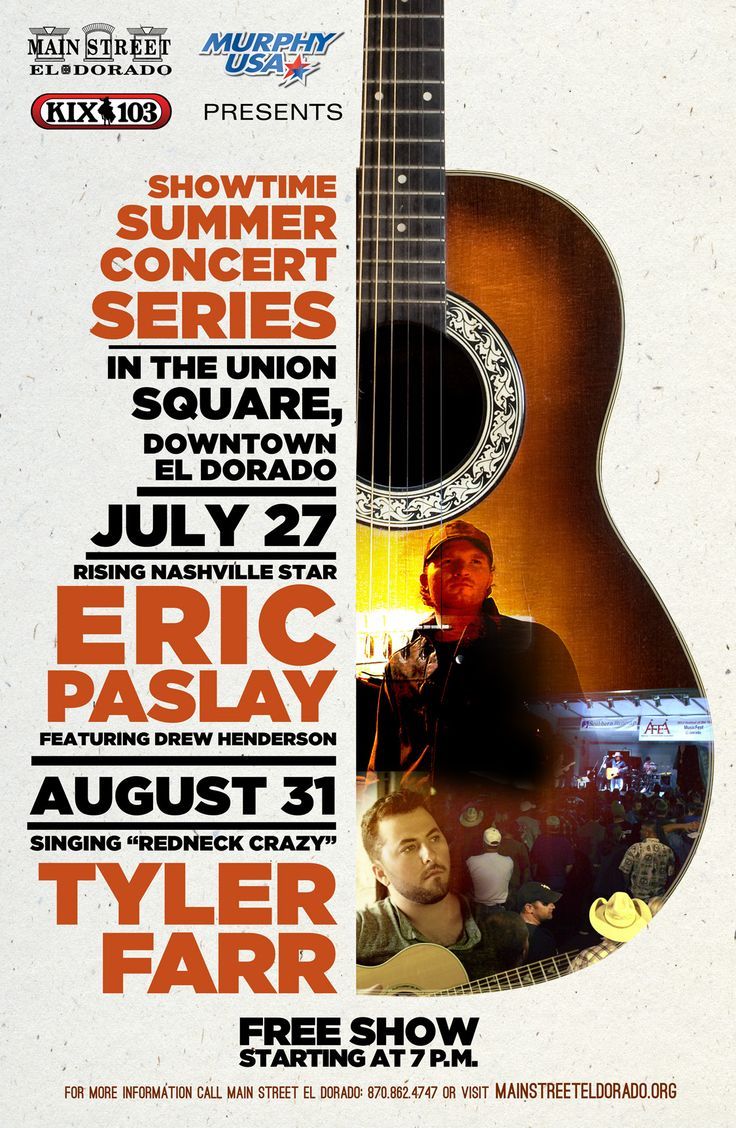 MAIN STREET
EL DORADO
MURPHY
USA
KIX 103
PRESENTS
SHOWTIME
SUMMER
CONCERT
SERIES
IN THE UNION
SQUARE,
DOWNTOWN
EL DORADO
JULY 27
RISING NASHVILLE STAR
ERIC
PASLAY
FEATURING DREW HENDERSON
AUGUST 31
SINGING “REDNECK CRAZY”
TYLER
FARR
FREE SHOW
STARTING AT 7 P.M.
FOR MORE INFORMATION CALL MAIN STREET EL DORADO: 870.862.4747 OR VISIT MAINSTREETELDORADO.ORG